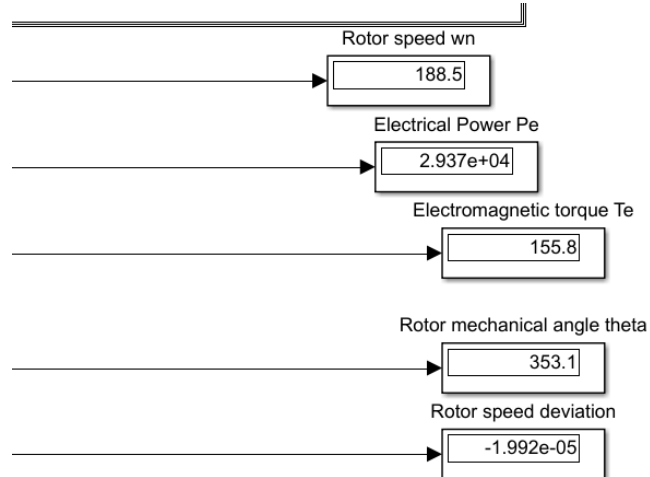 Rotor speed wn
188.5
Electrical Power Pe
2.937e+04
Electromagnetic torque Te
155.8
Rotor mechanical angle theta
353.1
Rotor speed deviation
-1.992e-05